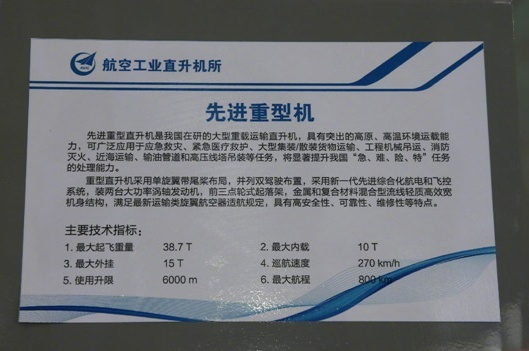 航空工业直升机所
先进重型机
先进重型直升机是我国在研的大型重载运输直升机，具有突出的高原、高温环境运载能
力，可广泛应用于应急救灾、紧急医疗救护、大型集装/散装货物运输、工程机械吊运、消防
灭火、近海运输、输油管道和高压线塔吊装等任务，将显著提升我国“急、难、险、特”任务
的处理能力。
重型直升机采用单旋翼带尾桨布局，并列双驾驶布置，采用新一代先进综合化航电和飞控
系统，装两台大功率涡轴发动机，前三点轮式起落架，金属和复合材料混合型流线轻质高效宽
机身结构，满足最新运输类旋翼航空器适航规定，具有高安全性、可靠性、维修性等特点。
主要技术指标：
1. 最大起飞重量 38.7 T 2. 最大内载 10 T
3. 最大外挂 15 T 4. 巡航速度 270 km/h
5. 使用升限 6000 m 6. 最大航程 800 km